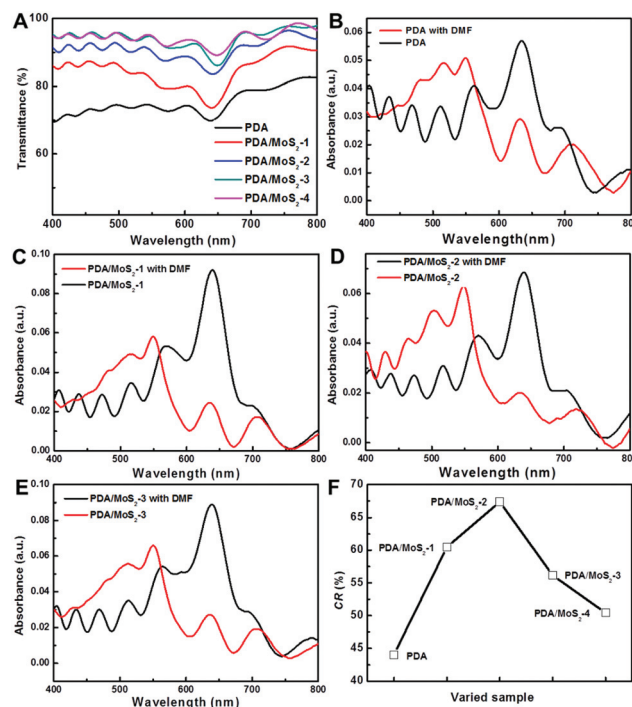 A
Transmittance (%)
100
80
60
PDA
PDA/MoS₂-1
PDA/MoS₂-2
PDA/MoS₂-3
PDA/MoS₂-4
400 450 500 550 600 650 700 750 800
Wavelength (nm)
B
Absorbance (a.u.)
0.06
0.05
0.04
0.03
0.02
0.01
0.00
PDA with DMF
PDA
400 500 600 700 800
Wavelength(nm)
C
Absorbance (a.u.)
0.10
0.08
0.06
0.04
0.02
0.00
PDA/MoS₂-1 with DMF
PDA/MoS₂-1
400 500 600 700 800
Wavelength (nm)
D
Absorbance (a.u.)
0.06
0.04
0.02
0.00
PDA/MoS₂-2 with DMF
PDA/MoS₂-2
400 500 600 700 800
Wavelength (nm)
E
Absorbance (a.u.)
0.10
0.08
0.06
0.04
0.02
0.00
PDA/MoS₂-3 with DMF
PDA/MoS₂-3
400 450 500 550 600 650 700 750 800
Wavelength (nm)
F
CR (%)
70
65
60
55
50
45
40
PDA/MoS₂-2
PDA/MoS₂-1
PDA/MoS₂-3
PDA/MoS₂-4
PDA
Varied sample